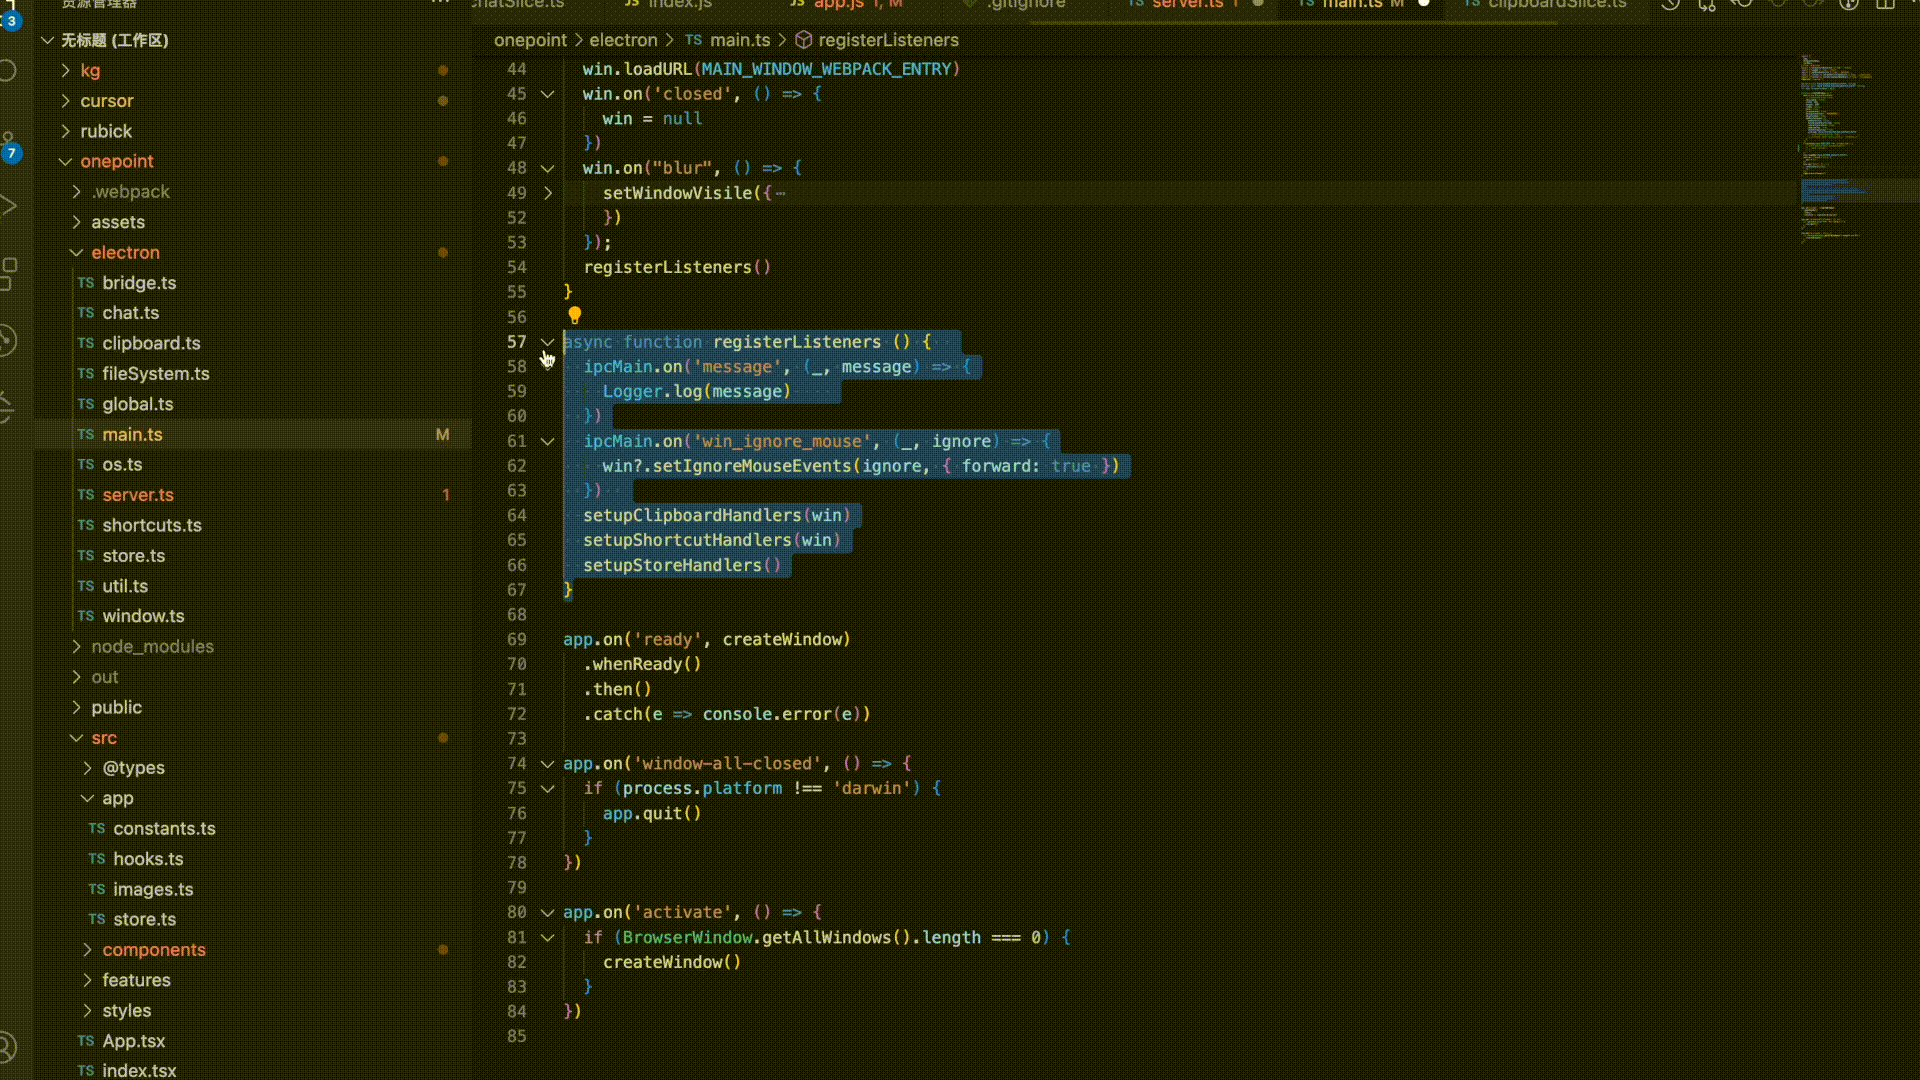 资源管理器
chatSlice.ts
JS index.js
JS app.js 1, M
.gitignore
TS server.ts 1
TS main.ts M
TS clipboardSlice.ts
3
7
无标题 (工作区)
kg
cursor
rubick
onepoint
.webpack
assets
electron
TS bridge.ts
TS chat.ts
TS clipboard.ts
TS fileSystem.ts
TS global.ts
TS main.ts M
TS os.ts
TS server.ts 1
TS shortcuts.ts
TS store.ts
TS util.ts
TS window.ts
node_modules
out
public
src
@types
app
TS constants.ts
TS hooks.ts
TS images.ts
TS store.ts
components
features
styles
TS App.tsx
TS index.tsx
onepoint > electron > TS main.ts > registerListeners
44 win.loadURL(MAIN_WINDOW_WEBPACK_ENTRY)
45 win.on('closed', () => {
46 win = null
47 })
48 win.on("blur", () => {
49 setWindowVisile({⋯
52 })
53 });
54 registerListeners()
55 }
56
57 async function registerListeners () {
58 ipcMain.on('message', (_, message) => {
59 Logger.log(message)
60 })
61 ipcMain.on('win_ignore_mouse', (_, ignore) => {
62 win?.setIgnoreMouseEvents(ignore, { forward: true })
63 })
64 setupClipboardHandlers(win)
65 setupShortcutHandlers(win)
66 setupStoreHandlers()
67 }
68
69 app.on('ready', createWindow)
70 .whenReady()
71 .then()
72 .catch(e => console.error(e))
73
74 app.on('window-all-closed', () => {
75 if (process.platform !== 'darwin') {
76 app.quit()
77 }
78 })
79
80 app.on('activate', () => {
81 if (BrowserWindow.getAllWindows().length === 0) {
82 createWindow()
83 }
84 })
85